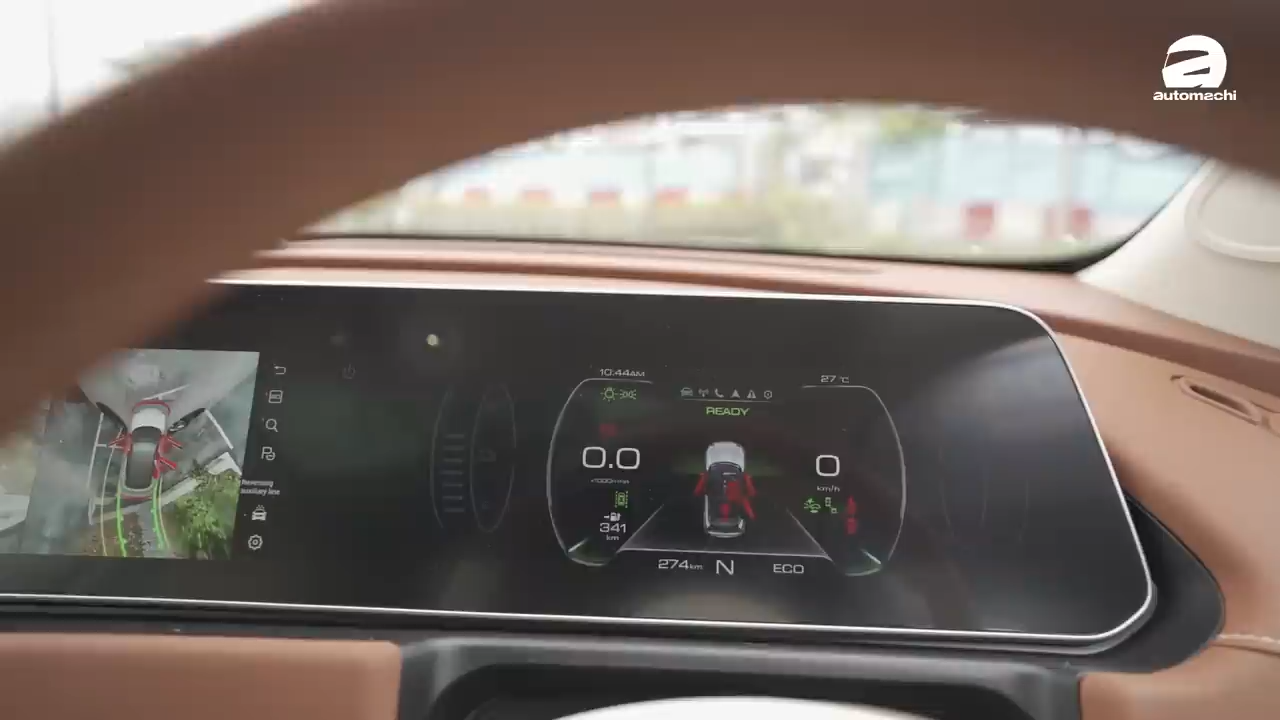 automachi
10:44AM
27 °C
READY
0.0
x1000r/min
0
km/h
341
km
274km
N
ECO
Reversing
auxiliary line